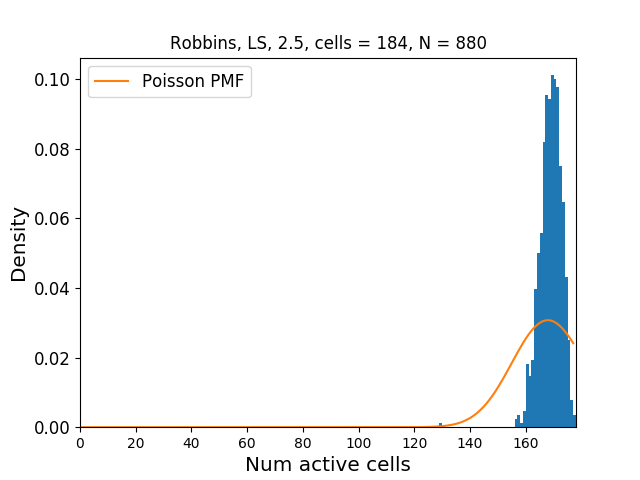 Robbins, LS, 2.5, cells = 184, N = 880
Poisson PMF
Density
0.10
0.08
0.06
0.04
0.02
0.00
0 20 40 60 80 100 120 140 160
Num active cells